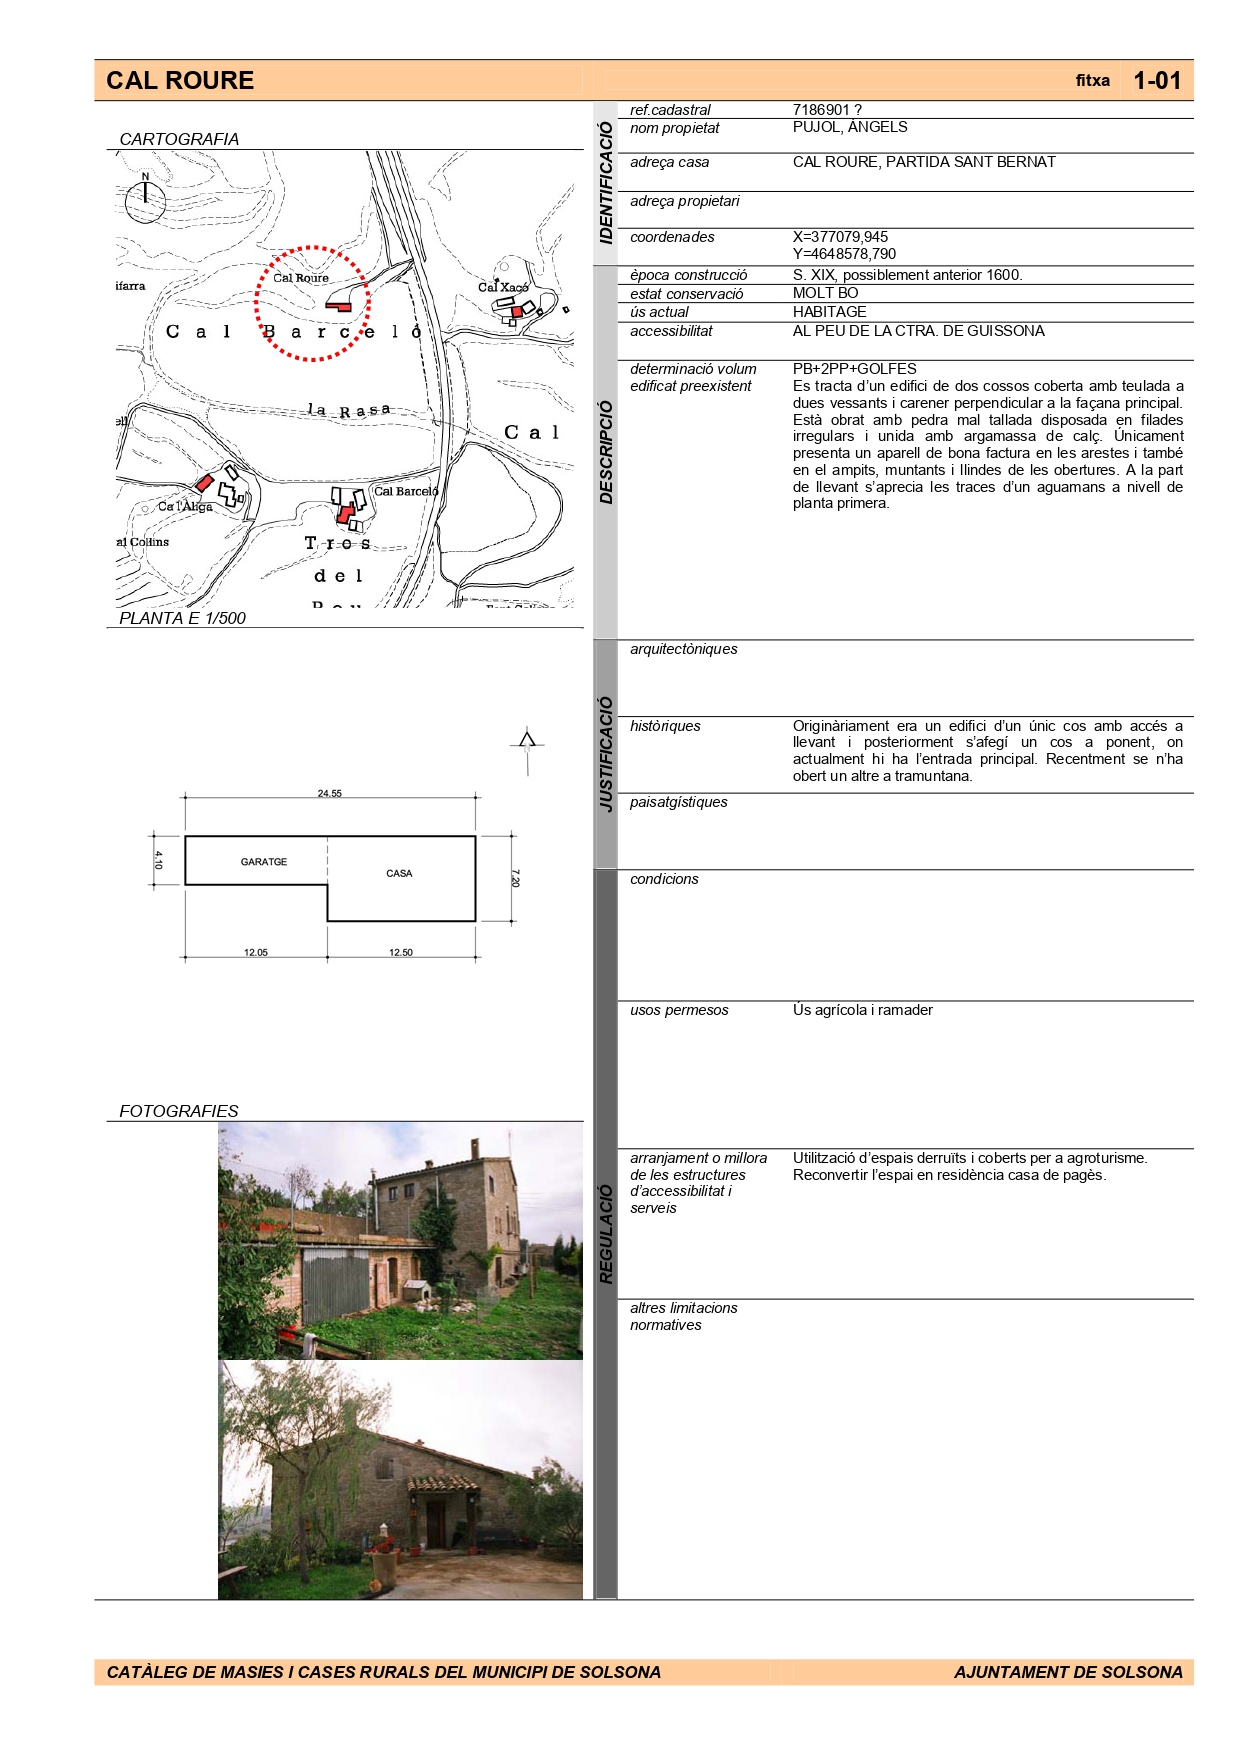 CAL ROURE
fitxa 1-01
CARTOGRAFIA
N
Cal Roure
Cal Xaçó
ifarra
Cal Barceló
la Rasa
Cal
Cal Barceló
Ca l'Àliga
Tros
del
PLANTA E 1/500
24.55
4.10
GARATGE
CASA
7.20
12.05
12.50
FOTOGRAFIES
IDENTIFICACIÓ
ref.cadastral 7186901 ?
nom propietat PUJOL, ÀNGELS
adreça casa CAL ROURE, PARTIDA SANT BERNAT
adreça propietari
coordenades X=377079,945
Y=4648578,790
DESCRIPCIÓ
època construcció S. XIX, possiblement anterior 1600.
estat conservació MOLT BO
ús actual HABITAGE
accessibilitat AL PEU DE LA CTRA. DE GUISSONA
determinació volum PB+2PP+GOLFES
edificat preexistent Es tracta d’un edifici de dos cossos coberta amb teulada a
dues vessants i carener perpendicular a la façana principal.
Està obrat amb pedra mal tallada disposada en filades
irregulars i unida amb argamassa de calç. Únicament
presenta un aparell de bona factura en les arestes i també
en el ampits, muntants i llindes de les obertures. A la part
de llevant s’aprecia les traces d’un aguamans a nivell de
planta primera.
JUSTIFICACIÓ
arquitectòniques
històriques Originàriament era un edifici d’un únic cos amb accés a
llevant i posteriorment s’afegí un cos a ponent, on
actualment hi ha l’entrada principal. Recentment se n’ha
obert un altre a tramuntana.
paisatgístiques
REGULACIÓ
condicions
usos permesos Ús agrícola i ramader
arranjament o millora Utilització d’espais derruïts i coberts per a agroturisme.
de les estructures Reconvertir l’espai en residència casa de pagès.
d’accessibilitat i
serveis
altres limitacions
normatives
CATÀLEG DE MASIES I CASES RURALS DEL MUNICIPI DE SOLSONA
AJUNTAMENT DE SOLSONA